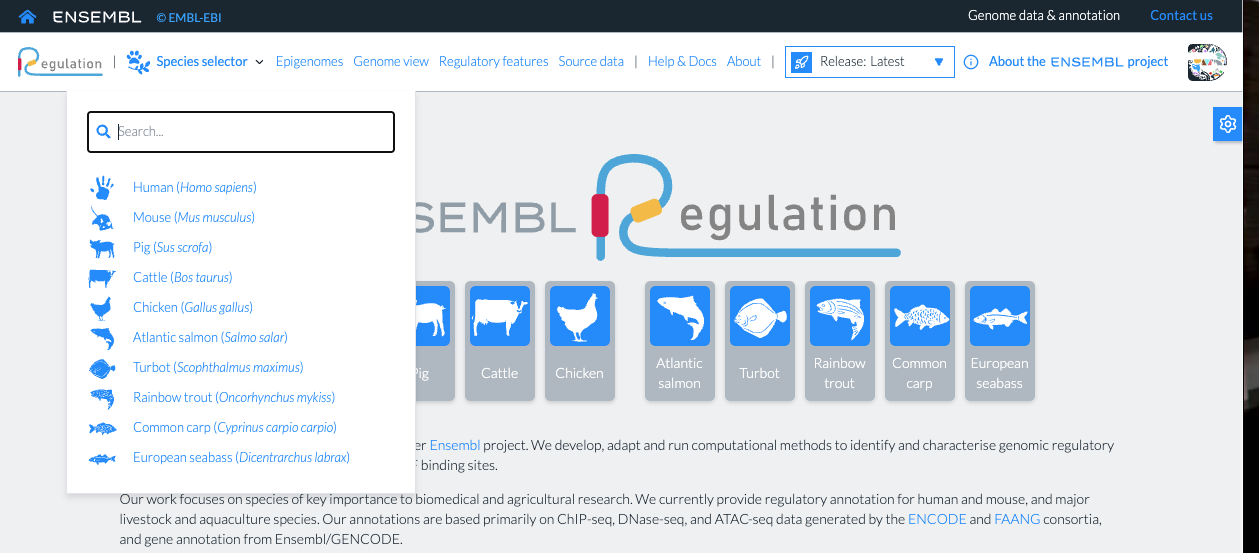 ENSEMBL © EMBL-EBI Genome data & annotation Contact us
egulation | Species selector Epigenomes Genome view Regulatory features Source data | Help & Docs About | Release: Latest About the ENSEMBL project
Search...
Human (Homo sapiens)
Mouse (Mus musculus)
Pig (Sus scrofa)
Cattle (Bos taurus)
Chicken (Gallus gallus)
Atlantic salmon (Salmo salar)
Turbot (Scophthalmus maximus)
Rainbow trout (Oncorhynchus mykiss)
Common carp (Cyprinus carpio carpio)
European seabass (Dicentrarchus labrax)
SEMBL Regulation
Pig
Cattle
Chicken
Atlantic
salmon
Turbot
Rainbow
trout
Common
carp
European
seabass
er Ensembl project. We develop, adapt and run computational methods to identify and characterise genomic regulatory
F binding sites.
Our work focuses on species of key importance to biomedical and agricultural research. We currently provide regulatory annotation for human and mouse, and major
livestock and aquaculture species. Our annotations are based primarily on ChIP-seq, DNase-seq, and ATAC-seq data generated by the ENCODE and FAANG consortia,
and gene annotation from Ensembl/GENCODE.